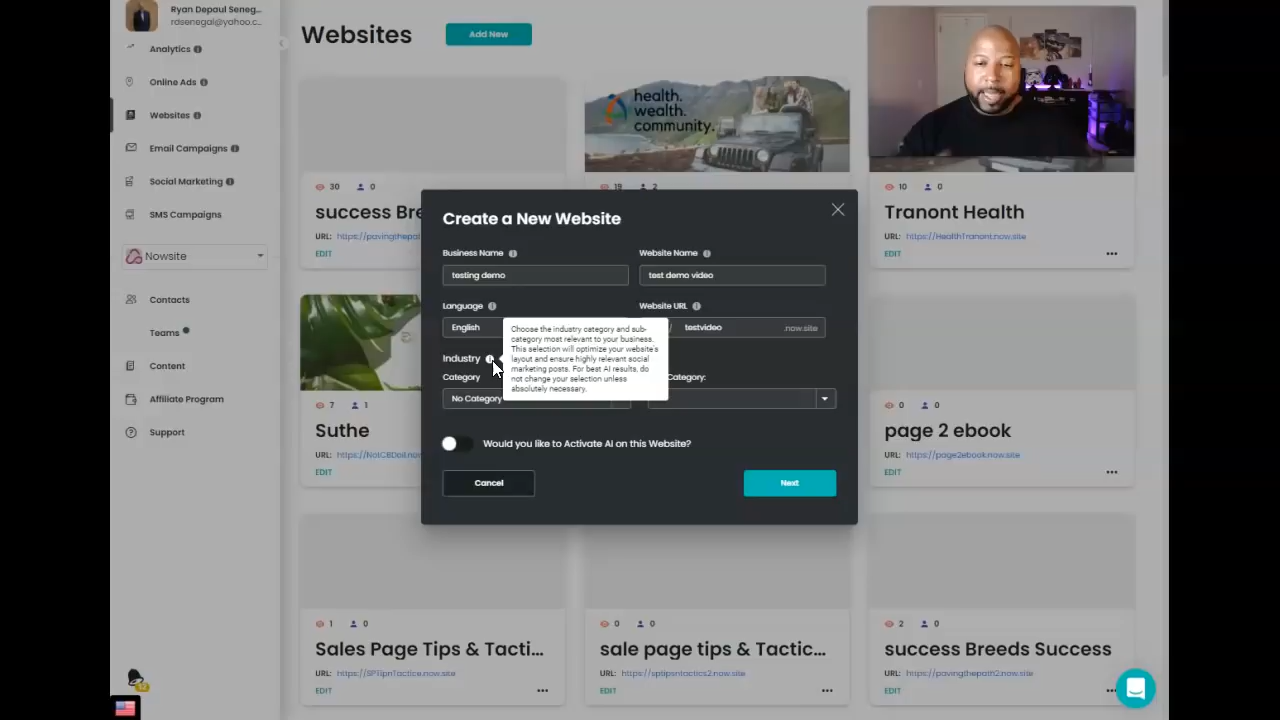 Ryan Depaul Seneg...
rdsenegal@yahoo.c...
Analytics
Online Ads
Websites
Email Campaigns
Social Marketing
SMS Campaigns
Nowsite
Contacts
Teams
Content
Affiliate Program
Support
12
Websites
Add New
30 0
success Bre
URL: https://pavingthepat
EDIT
health.
wealth.
community.
19 2
10 0
Tranont Health
URL: https://HealthTranont.now.site
EDIT
Create a New Website
Business Name
Website Name
testing demo
test demo video
Language
Website URL
English
/ testvideo .now.site
Choose the industry category and sub-
category most relevant to your business.
This selection will optimize your website's
layout and ensure highly relevant social
marketing posts. For best AI results, do
not change your selection unless
absolutely necessary.
Industry
Category
Category:
No Category
Would you like to Activate AI on this Website?
Cancel
Next
7 1
Suthe
URL: https://NotCBDoil.nov
EDIT
0 0
page 2 ebook
URL: https://page2ebook.now.site
EDIT
1 0
Sales Page Tips & Tacti...
URL: https://SPTipnTactice.now.site
EDIT
0 0
sale page tips & Tactic...
URL: https://sptipsntactics2.now.site
EDIT
2 0
success Breeds Success
URL: https://pavingthepath2.now.site
EDIT